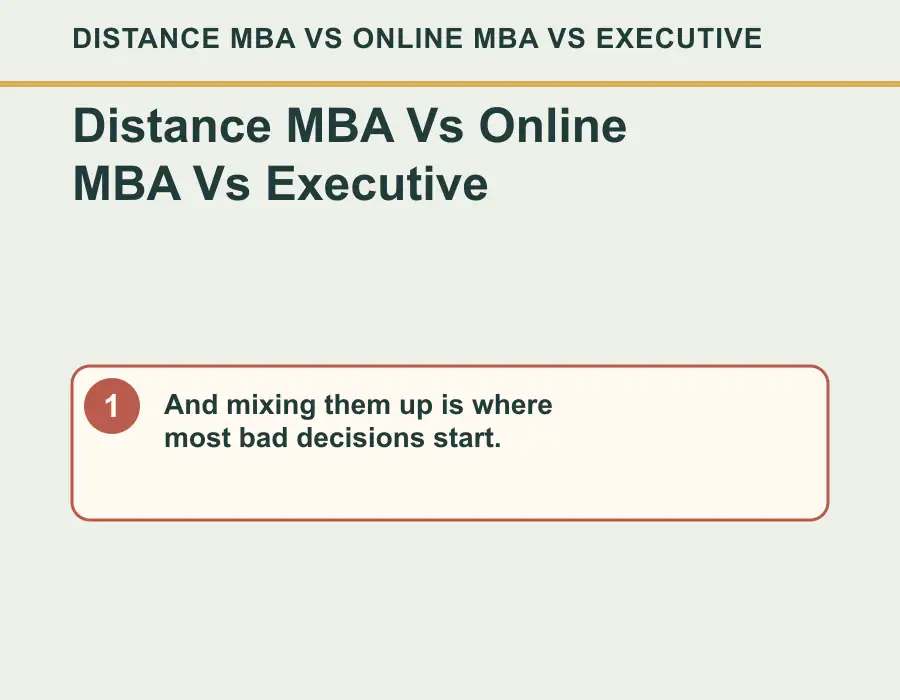 DISTANCE MBA VS ONLINE MBA VS EXECUTIVE
Distance MBA Vs Online
MBA Vs Executive
1
And mixing them up is where
most bad decisions start.